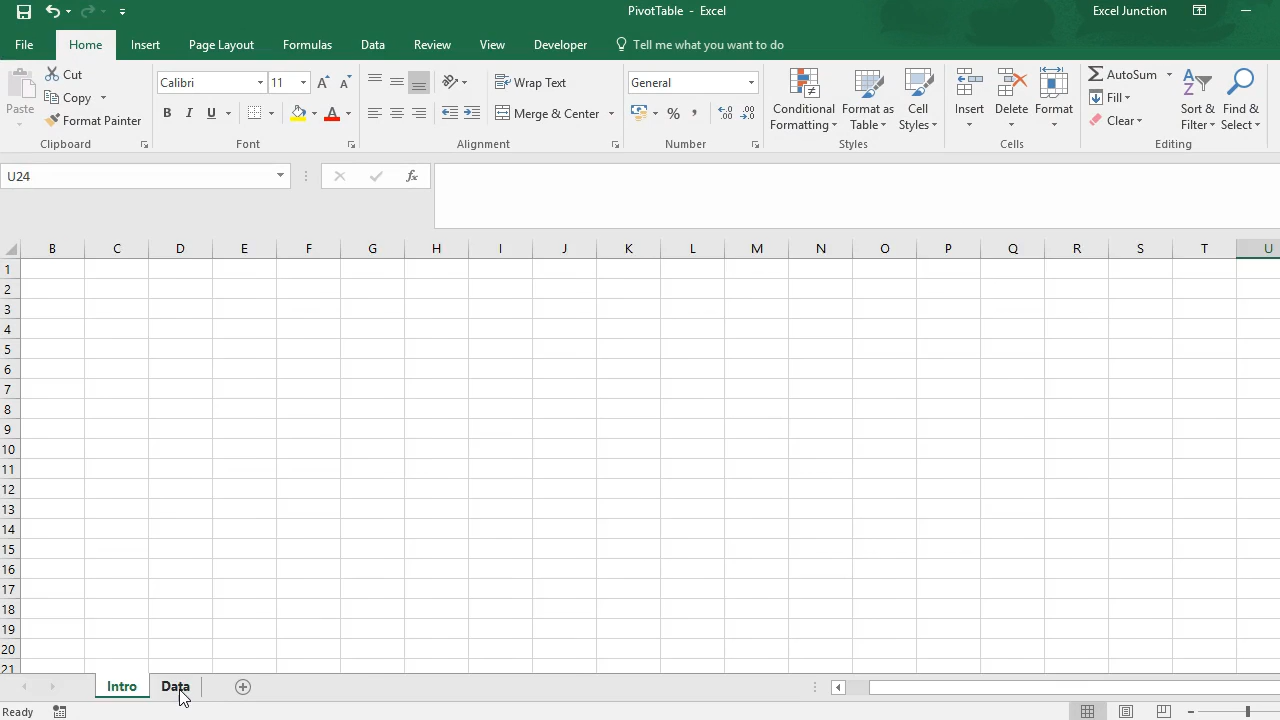 PivotTable - Excel
Excel Junction
File Home Insert Page Layout Formulas Data Review View Developer Tell me what you want to do
Paste
Cut
Copy
Format Painter
Clipboard
Calibri 11
B I U
Font
Wrap Text
Merge & Center
Alignment
General
%
Number
Conditional Formatting
Format as Table
Cell Styles
Styles
Insert Delete Format
Cells
AutoSum
Fill
Clear
Sort & Filter
Find & Select
Editing
U24
fx
B C D E F G H I J K L M N O P Q R S T U
1
2
3
4
5
6
7
8
9
10
11
12
13
14
15
16
17
18
19
20
21
Intro Data
Ready